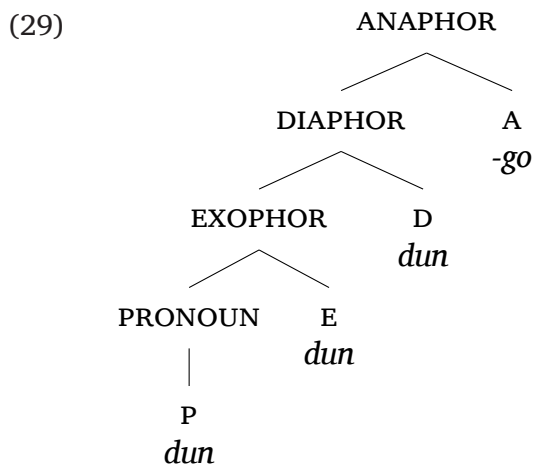 (29) ANAPHOR
DIAPHOR A
-go
EXOPHOR D
dun
PRONOUN E
dun
P
dun